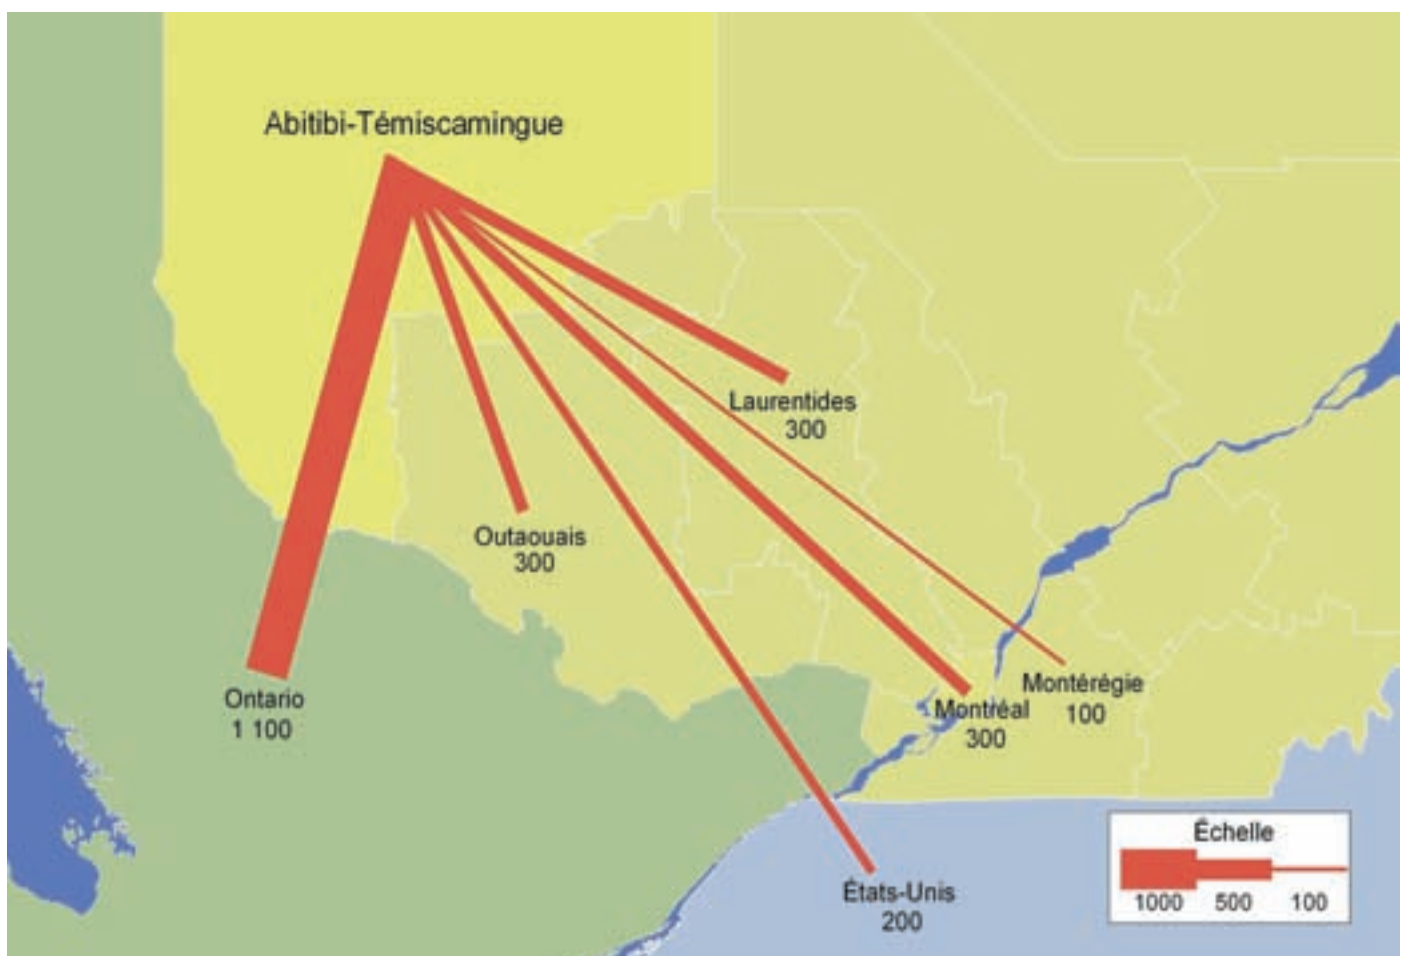 Abitibi-Témiscamingue
Laurentides
300
Outaouais
300
Ontario
1 100
Montérégie
100
Montréal
300
États-Unis
200
Échelle
1000 500 100